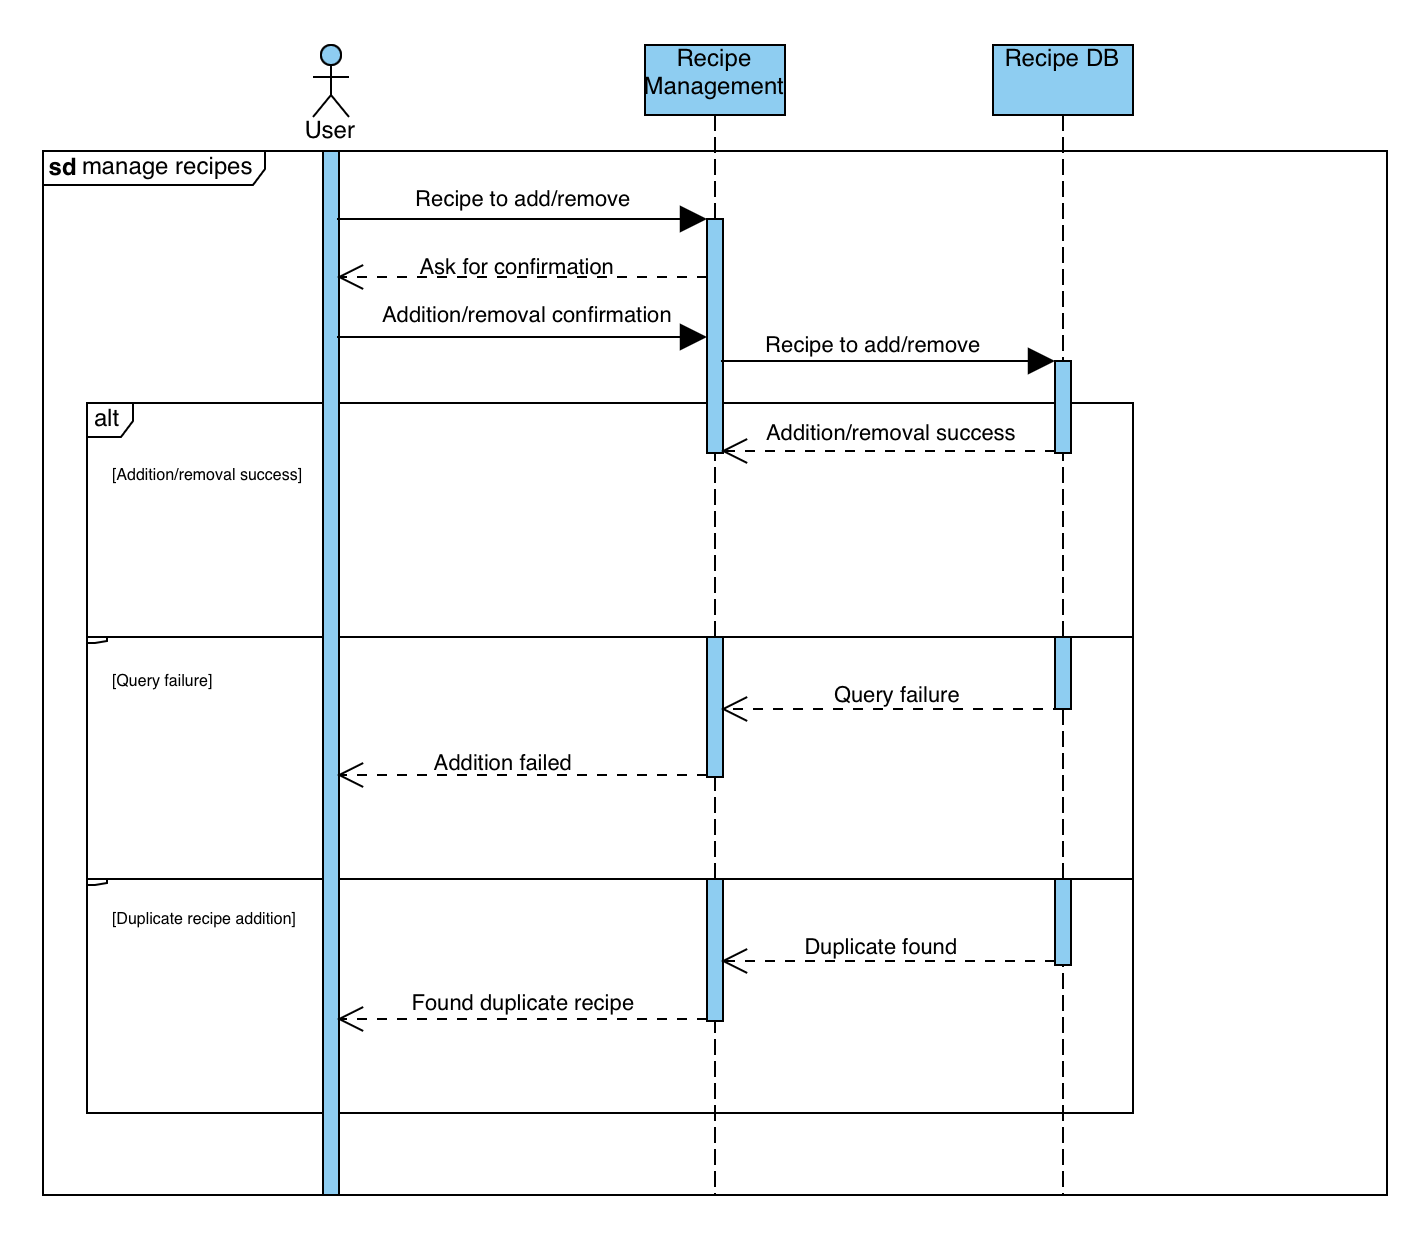 User
Recipe
Management
Recipe DB
sd manage recipes
Recipe to add/remove
Ask for confirmation
Addition/removal confirmation
Recipe to add/remove
alt
Addition/removal success
[Addition/removal success]
[Query failure]
Query failure
Addition failed
[Duplicate recipe addition]
Duplicate found
Found duplicate recipe